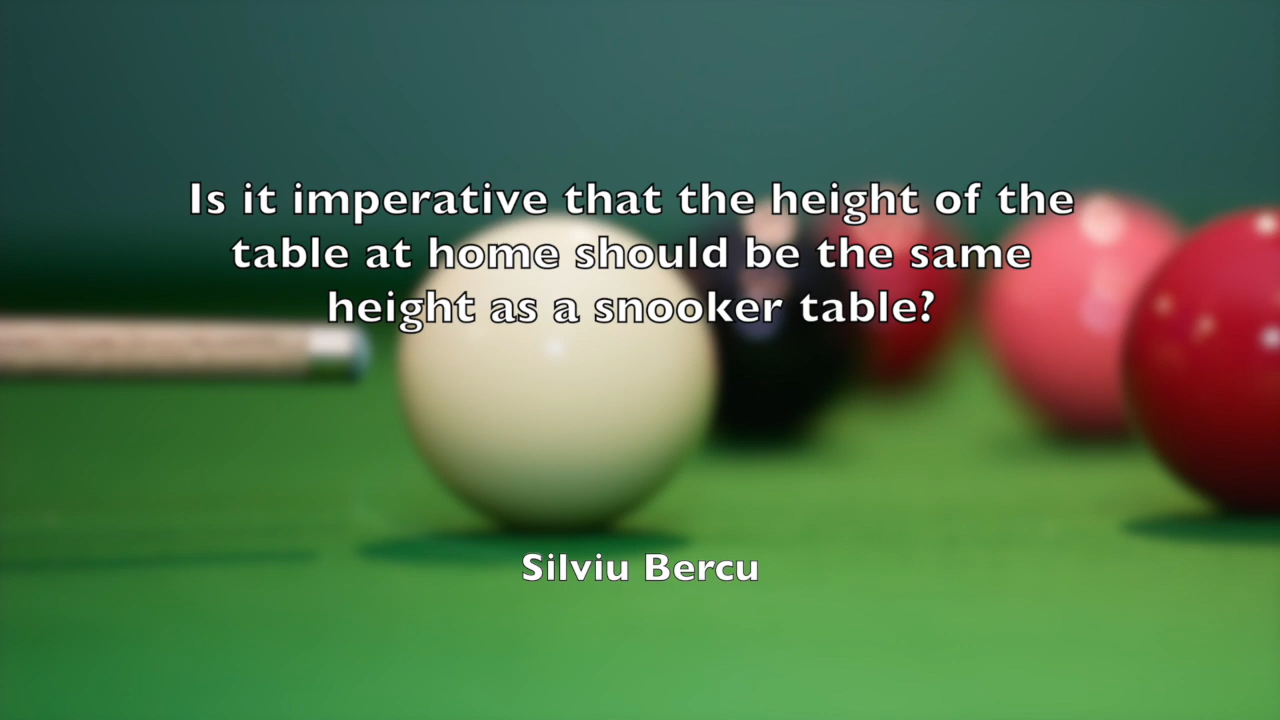 Is it imperative that the height of the
table at home should be the same
height as a snooker table?
Silviu Bercu